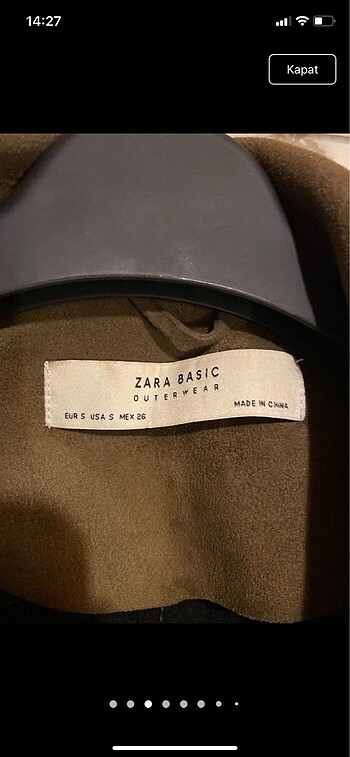 14:27
Kapat
ZARA BASIC
OUTERWEAR
EUR S USA S MEX 26
MADE IN CHINA